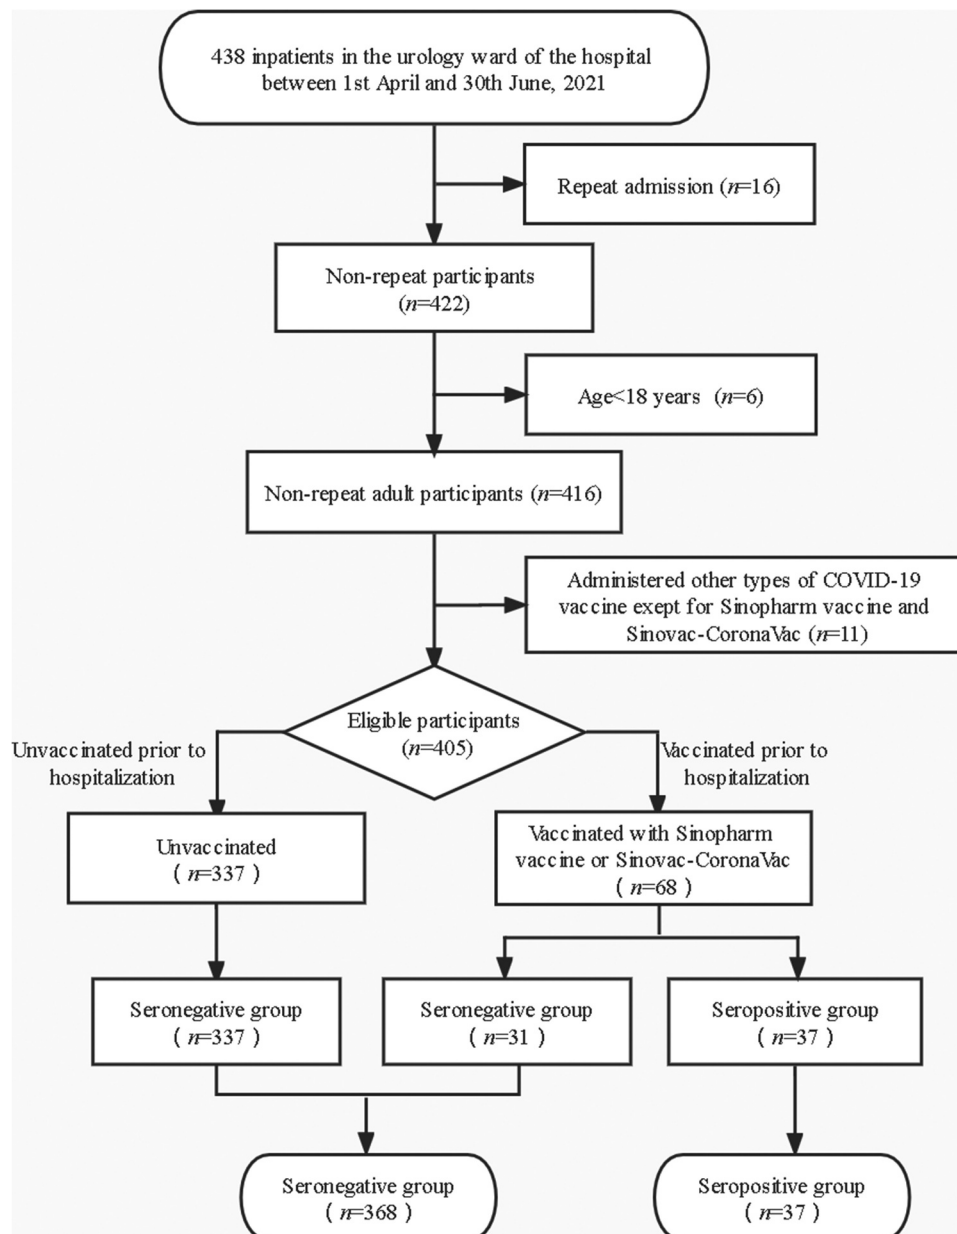 438 inpatients in the urology ward of the hospital
between 1st April and 30th June, 2021
Repeat admission (n=16)
Non-repeat participants
(n=422)
Age<18 years (n=6)
Non-repeat adult participants (n=416)
Administered other types of COVID-19
vaccine exept for Sinopharm vaccine and
Sinovac-CoronaVac (n=11)
Eligible participants
(n=405)
Unvaccinated prior to
hospitalization
Vaccinated prior to
hospitalization
Unvaccinated
( n=337 )
Vaccinated with Sinopharm
vaccine or Sinovac-CoronaVac
( n=68 )
Seronegative group
( n=337 )
Seronegative group
( n=31 )
Seropositive group
( n=37 )
Seronegative group
( n=368 )
Seropositive group
( n=37 )